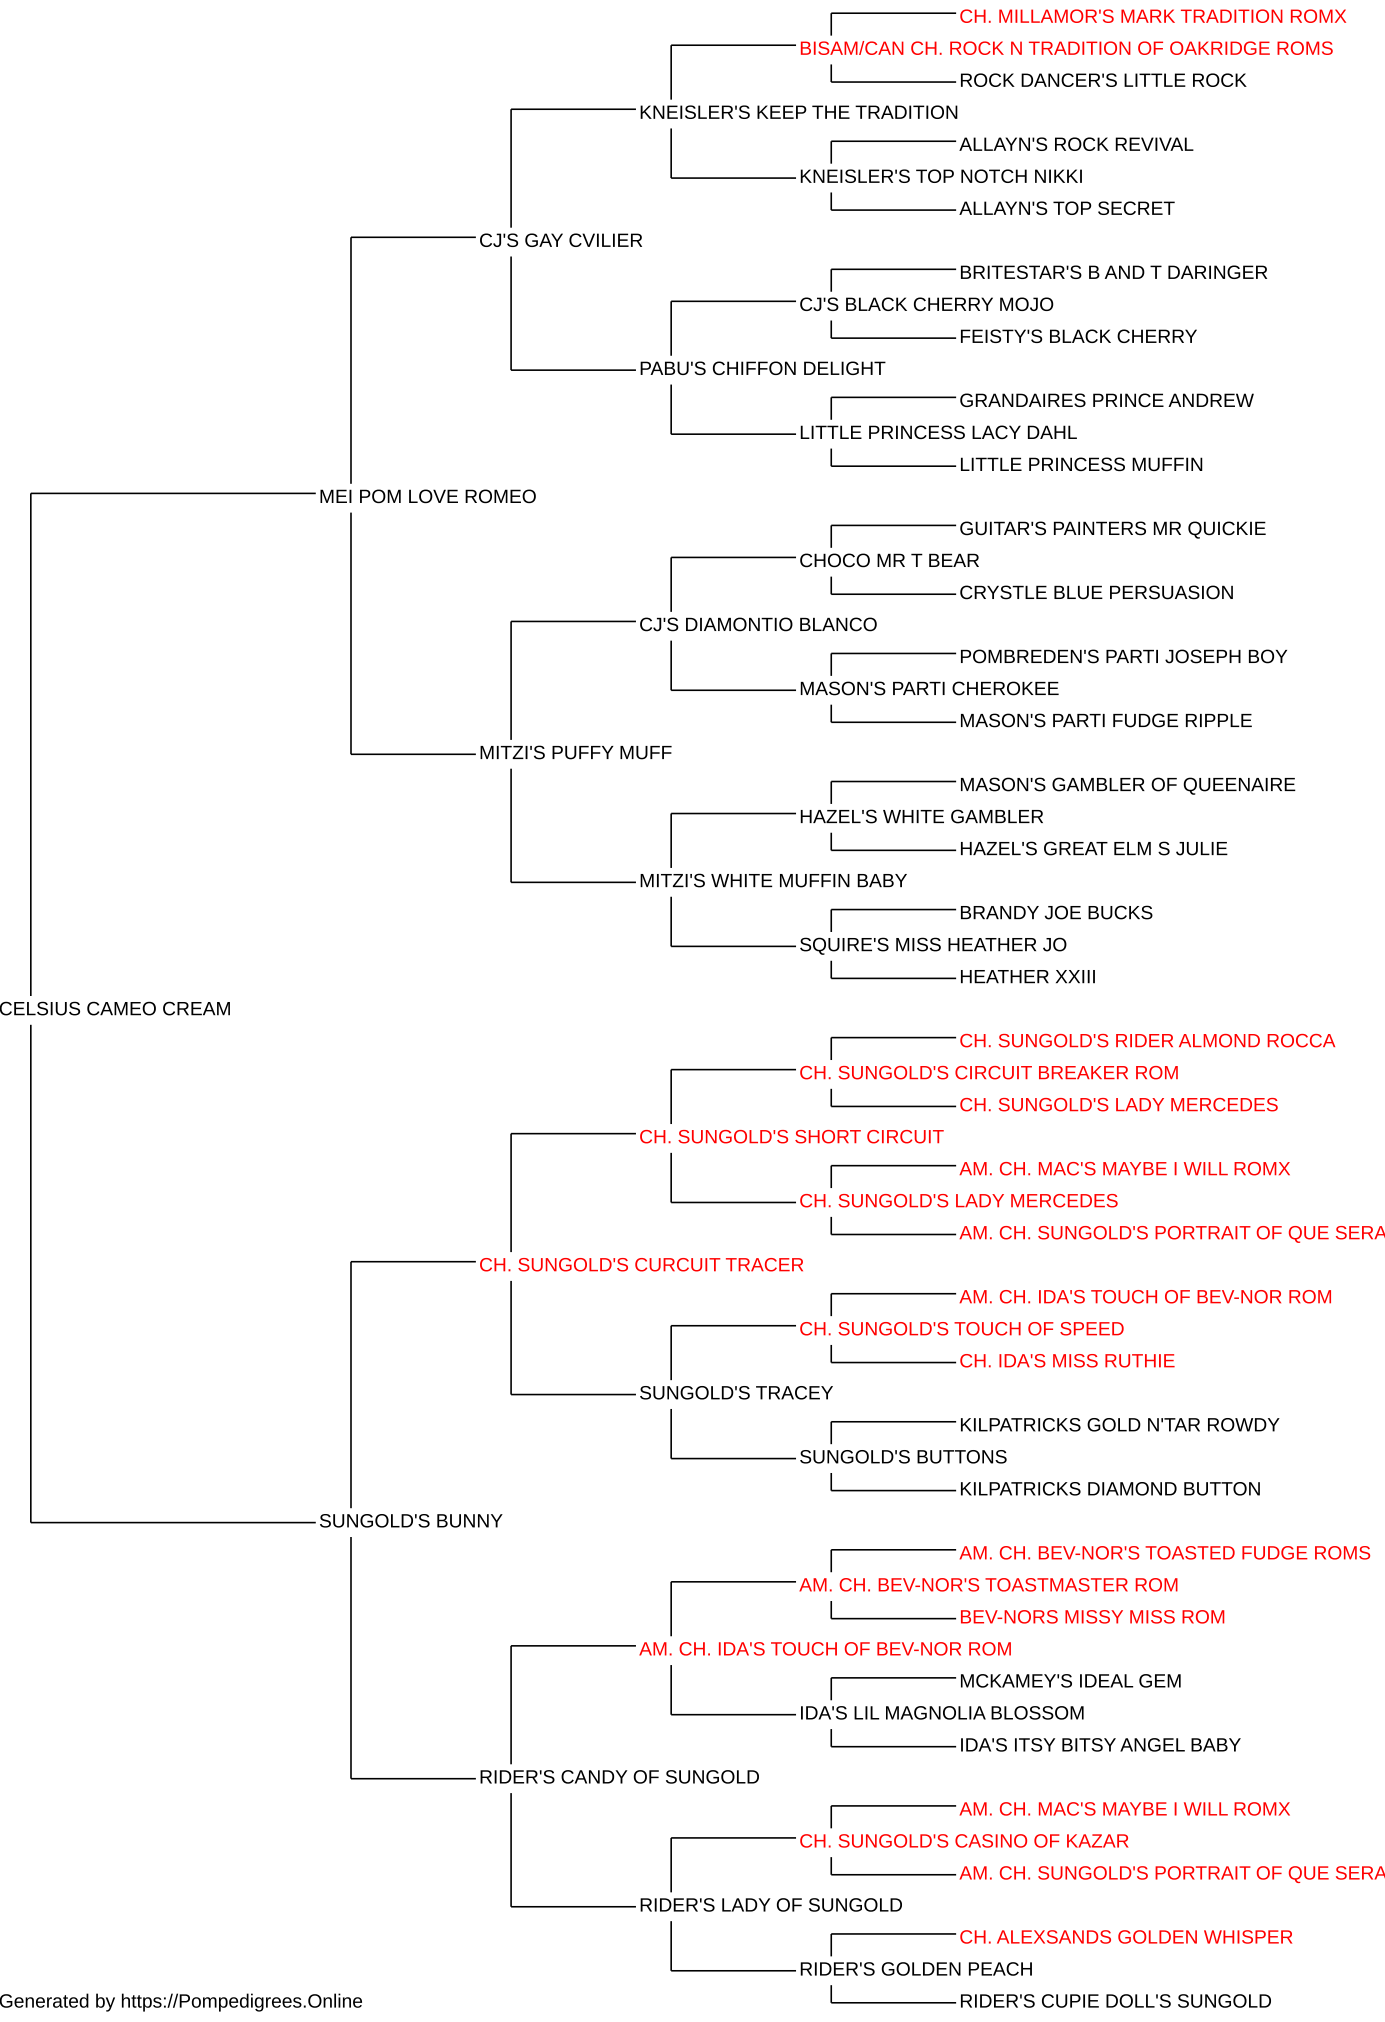 CH. MILLAMOR'S MARK TRADITION ROMX
BISAM/CAN CH. ROCK N TRADITION OF OAKRIDGE ROMS
ROCK DANCER'S LITTLE ROCK
KNEISLER'S KEEP THE TRADITION
ALLAYN'S ROCK REVIVAL
KNEISLER'S TOP NOTCH NIKKI
ALLAYN'S TOP SECRET
CJ'S GAY CVILIER
BRITESTAR'S B AND T DARINGER
CJ'S BLACK CHERRY MOJO
FEISTY'S BLACK CHERRY
PABU'S CHIFFON DELIGHT
GRANDAIRES PRINCE ANDREW
LITTLE PRINCESS LACY DAHL
LITTLE PRINCESS MUFFIN
MEI POM LOVE ROMEO
GUITAR'S PAINTERS MR QUICKIE
CHOCO MR T BEAR
CRYSTLE BLUE PERSUASION
CJ'S DIAMONTIO BLANCO
POMBREDEN'S PARTI JOSEPH BOY
MASON'S PARTI CHEROKEE
MASON'S PARTI FUDGE RIPPLE
MITZI'S PUFFY MUFF
MASON'S GAMBLER OF QUEENAIRE
HAZEL'S WHITE GAMBLER
HAZEL'S GREAT ELM S JULIE
MITZI'S WHITE MUFFIN BABY
BRANDY JOE BUCKS
SQUIRE'S MISS HEATHER JO
HEATHER XXIII
CELSIUS CAMEO CREAM
CH. SUNGOLD'S RIDER ALMOND ROCCA
CH. SUNGOLD'S CIRCUIT BREAKER ROM
CH. SUNGOLD'S LADY MERCEDES
CH. SUNGOLD'S SHORT CIRCUIT
AM. CH. MAC'S MAYBE I WILL ROMX
CH. SUNGOLD'S LADY MERCEDES
AM. CH. SUNGOLD'S PORTRAIT OF QUE SERA
CH. SUNGOLD'S CURCUIT TRACER
AM. CH. IDA'S TOUCH OF BEV-NOR ROM
CH. SUNGOLD'S TOUCH OF SPEED
CH. IDA'S MISS RUTHIE
SUNGOLD'S TRACEY
KILPATRICKS GOLD N'TAR ROWDY
SUNGOLD'S BUTTONS
KILPATRICKS DIAMOND BUTTON
SUNGOLD'S BUNNY
AM. CH. BEV-NOR'S TOASTED FUDGE ROMS
AM. CH. BEV-NOR'S TOASTMASTER ROM
BEV-NORS MISSY MISS ROM
AM. CH. IDA'S TOUCH OF BEV-NOR ROM
MCKAMEY'S IDEAL GEM
IDA'S LIL MAGNOLIA BLOSSOM
IDA'S ITSY BITSY ANGEL BABY
RIDER'S CANDY OF SUNGOLD
AM. CH. MAC'S MAYBE I WILL ROMX
CH. SUNGOLD'S CASINO OF KAZAR
AM. CH. SUNGOLD'S PORTRAIT OF QUE SERA
RIDER'S LADY OF SUNGOLD
CH. ALEXSANDS GOLDEN WHISPER
RIDER'S GOLDEN PEACH
RIDER'S CUPIE DOLL'S SUNGOLD
Generated by https://Pompedigrees.Online